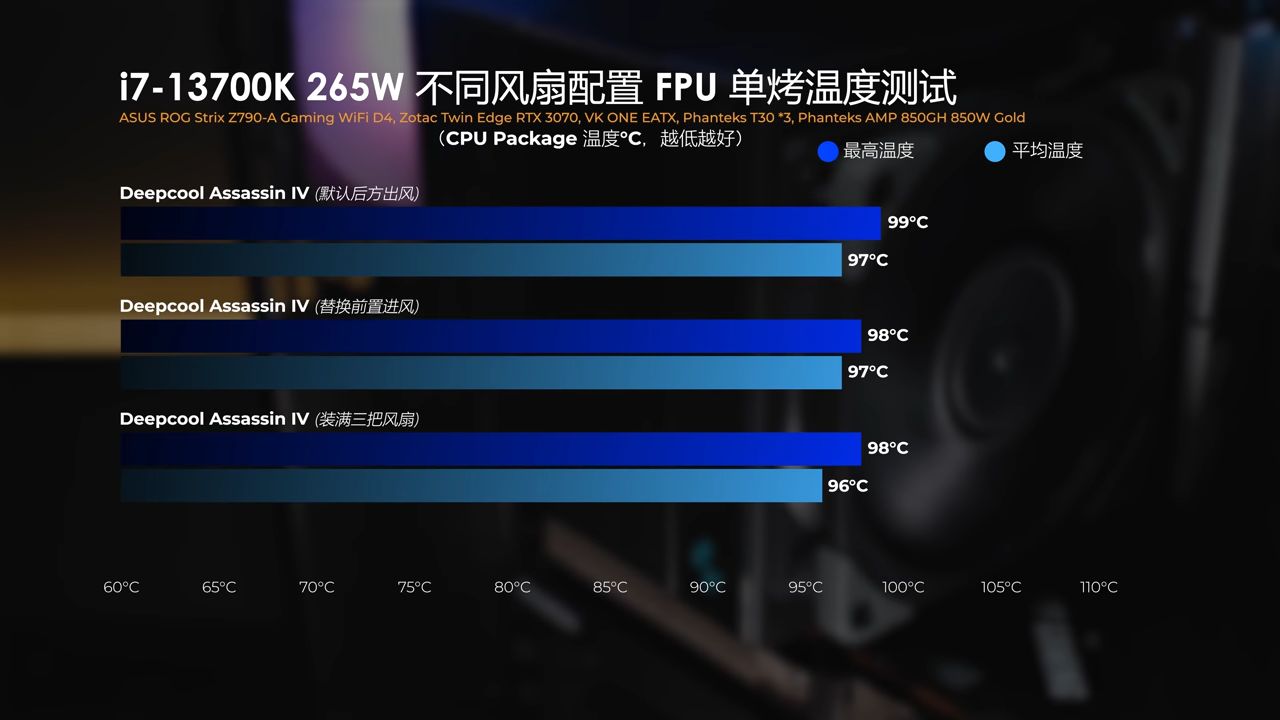 i7-13700K 265W 不同风扇配置 FPU 单烤温度测试
ASUS ROG Strix Z790-A Gaming WiFi D4, Zotac Twin Edge RTX 3070, VK ONE EATX, Phanteks T30 *3, Phanteks AMP 850GH 850W Gold
（CPU Package 温度°C，越低越好）
最高温度 平均温度
Deepcool Assassin IV (默认后方出风)
99°C
97°C
Deepcool Assassin IV (替换前置进风)
98°C
97°C
Deepcool Assassin IV (装满三把风扇)
98°C
96°C
60°C 65°C 70°C 75°C 80°C 85°C 90°C 95°C 100°C 105°C 110°C